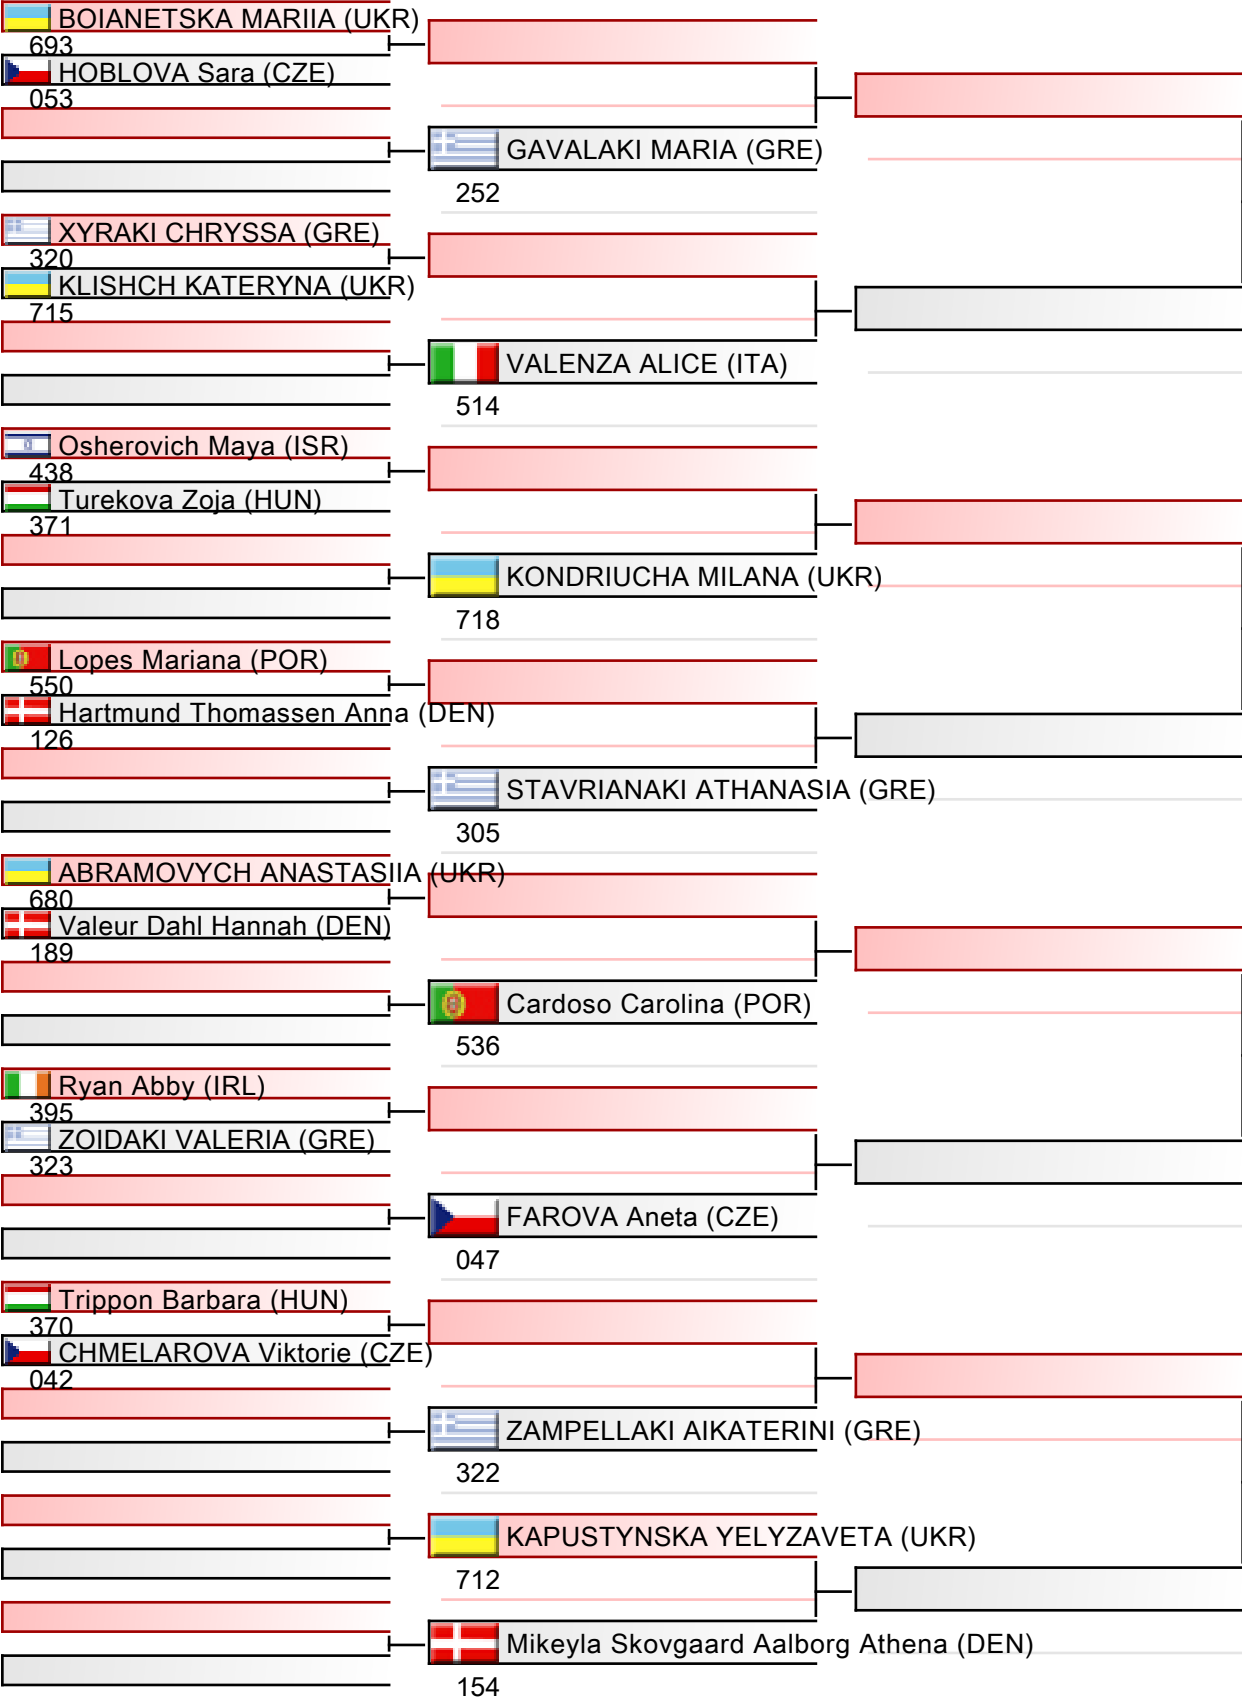 BOIANETSKA MARIIA (UKR)
693
HOBLOVA Sara (CZE)
053
GAVALAKI MARIA (GRE)
252
XYRAKI CHRYSSA (GRE)
320
KLISHCH KATERYNA (UKR)
715
VALENZA ALICE (ITA)
514
Osherovich Maya (ISR)
438
Turekova Zoja (HUN)
371
KONDRIUCHA MILANA (UKR)
718
Lopes Mariana (POR)
550
Hartmund Thomassen Anna (DEN)
126
STAVRIANAKI ATHANASIA (GRE)
305
ABRAMOVYCH ANASTASIIA (UKR)
680
Valeur Dahl Hannah (DEN)
189
Cardoso Carolina (POR)
536
Ryan Abby (IRL)
395
ZOIDAKI VALERIA (GRE)
323
FAROVA Aneta (CZE)
047
Trippon Barbara (HUN)
370
CHMELAROVA Viktorie (CZE)
042
ZAMPELLAKI AIKATERINI (GRE)
322
KAPUSTYNSKA YELYZAVETA (UKR)
712
Mikeyla Skovgaard Aalborg Athena (DEN)
154